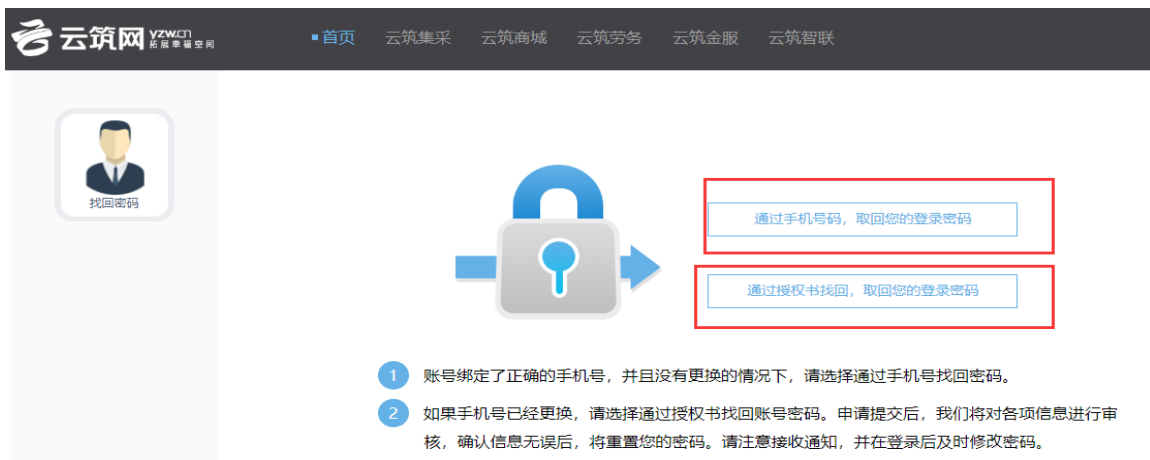 云筑网 yzw.cn
拓展幸福空间
首页 云筑集采 云筑商城 云筑劳务 云筑金服 云筑智联
找回密码
通过手机号码，取回您的登录密码
通过授权书找回，取回您的登录密码
1 账号绑定了正确的手机号，并且没有更换的情况下，请选择通过手机号找回密码。
2 如果手机号已经更换，请选择通过授权书找回账号密码。申请提交后，我们将对各项信息进行审
核，确认信息无误后，将重置您的密码。请注意接收通知，并在登录后及时修改密码。